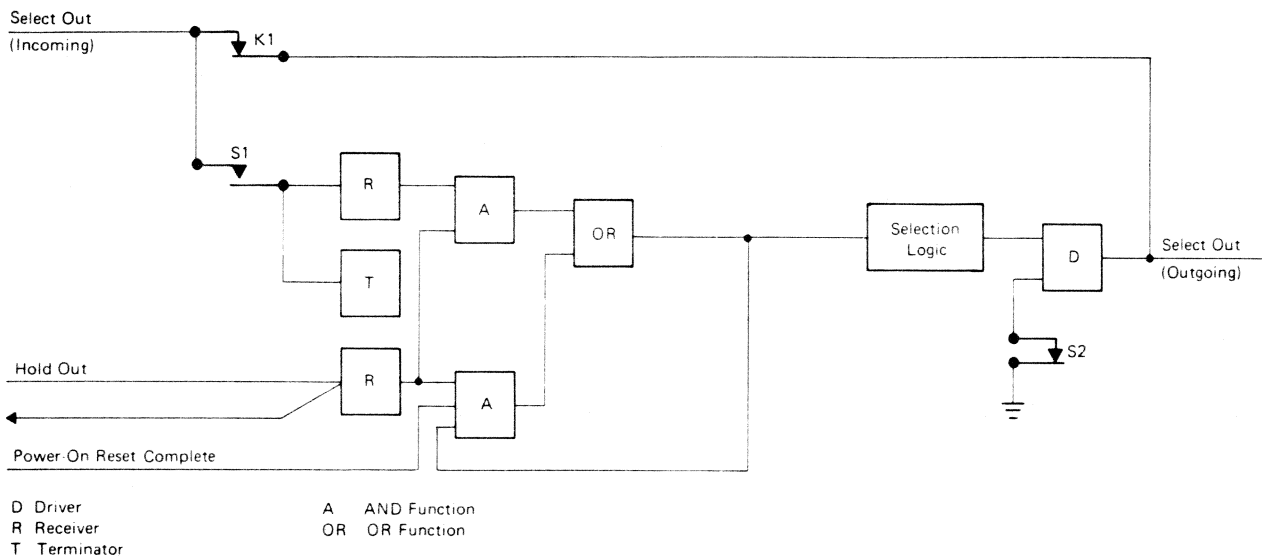 Select Out
(Incoming)
K1
S1
R
A
OR
T
Selection
Logic
D
Select Out
(Outgoing)
S2
Hold Out
R
A
Power-On Reset Complete
D Driver
R Receiver
T Terminator
A AND Function
OR OR Function